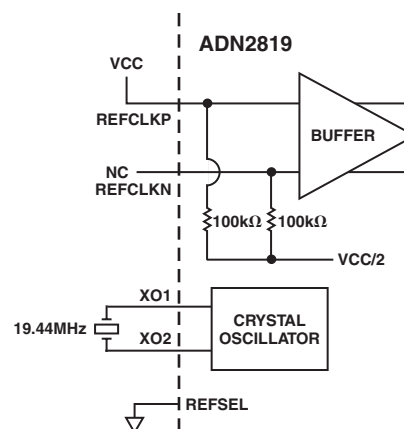 ADN2819
VCC
REFCLKP
BUFFER
NC
REFCLKN
100kΩ 100kΩ
VCC/2
XO1
19.44MHz
XO2
CRYSTAL
OSCILLATOR
REFSEL